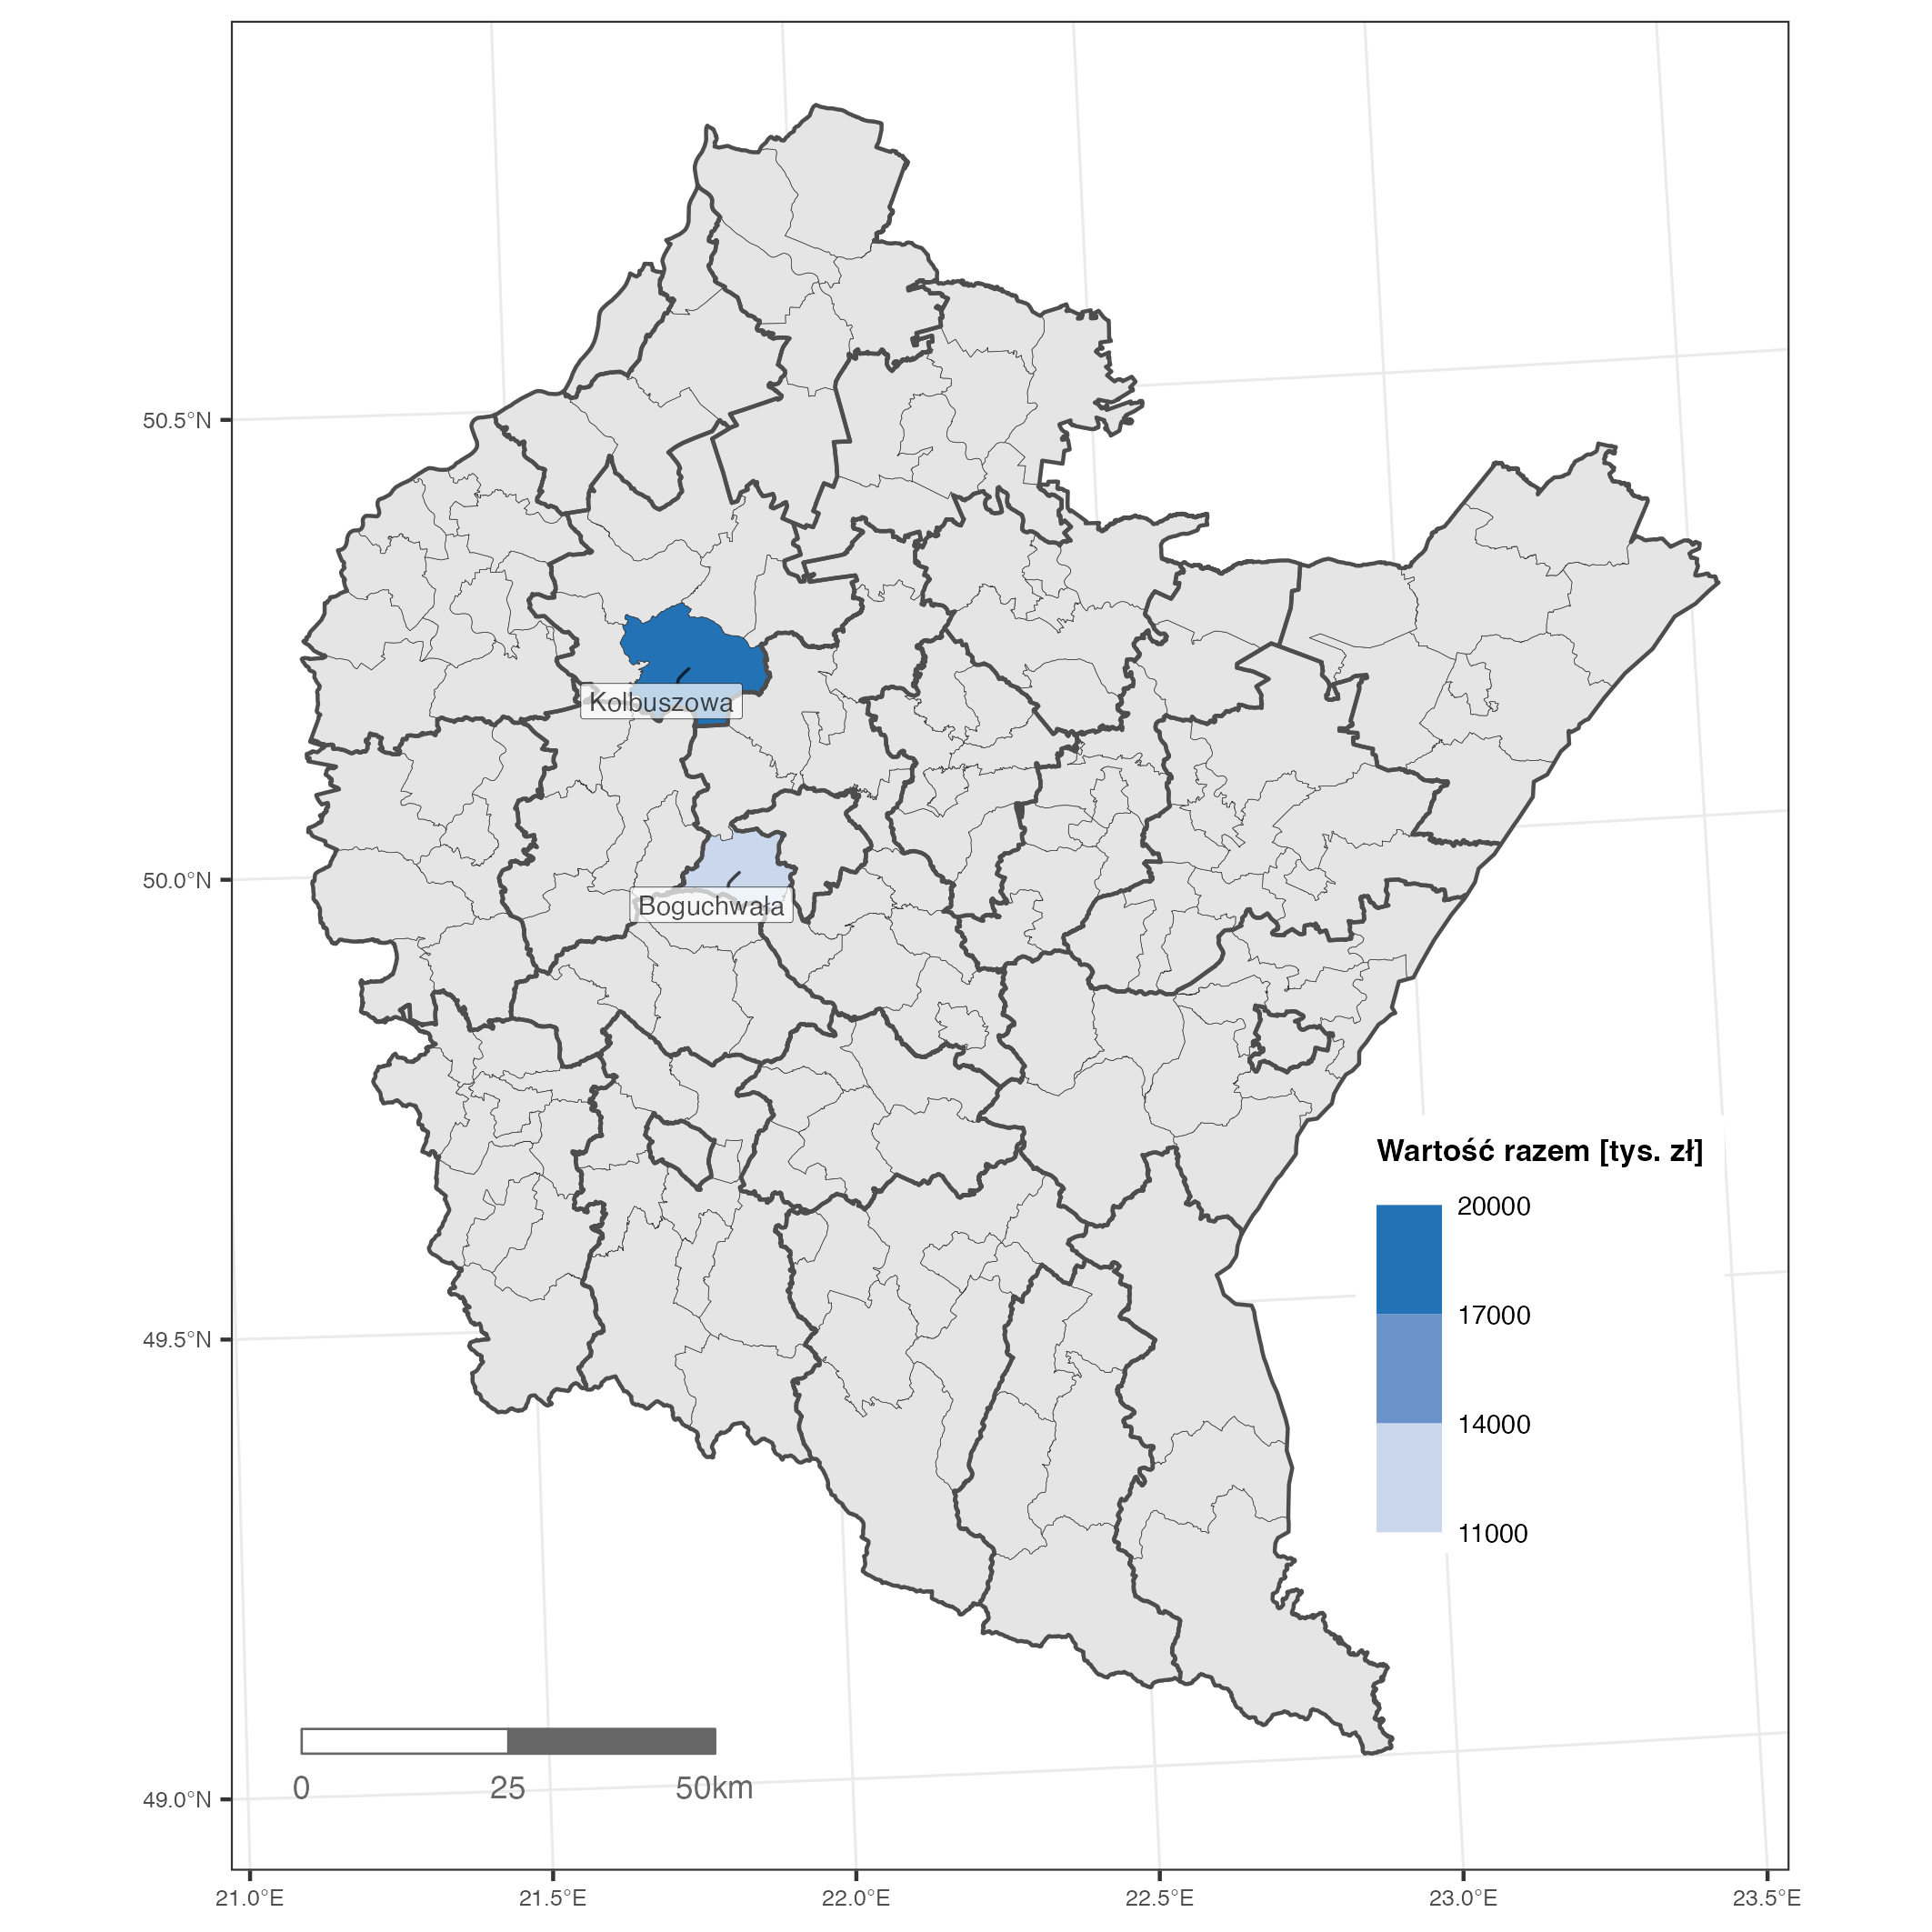 50.5°N
Kolbuszowa
50.0°N
Boguchwała
Wartość razem [tys. zł]
20000
17000
49.5°N
14000
11000
0 25 50km
49.0°N
21.0°E 21.5°E 22.0°E 22.5°E 23.0°E 23.5°E